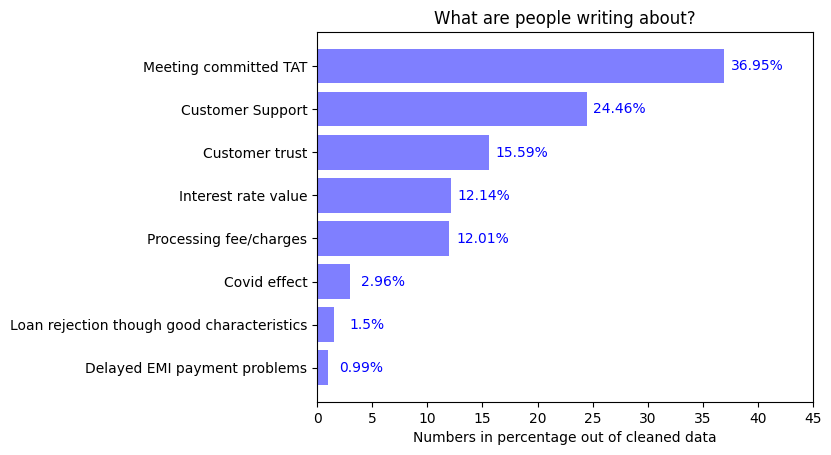 What are people writing about?
Meeting committed TAT 36.95%
Customer Support 24.46%
Customer trust 15.59%
Interest rate value 12.14%
Processing fee/charges 12.01%
Covid effect 2.96%
Loan rejection though good characteristics 1.5%
Delayed EMI payment problems 0.99%
0 5 10 15 20 25 30 35 40 45
Numbers in percentage out of cleaned data